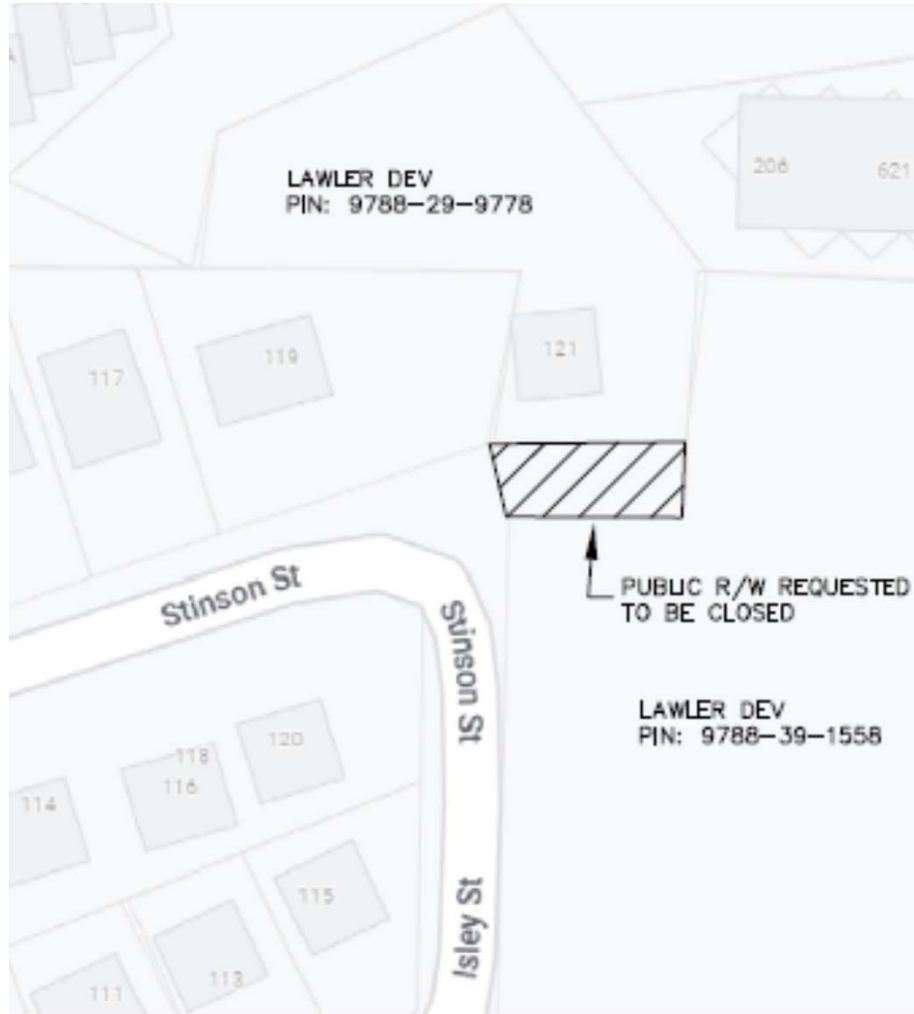 LAWLER DEV
PIN: 9788-29-9778
206
621
119
121
117
PUBLIC R/W REQUESTED
TO BE CLOSED
Stinson St
Stinson St
LAWLER DEV
PIN: 9788-39-1558
120
118
116
114
115
Isley St
113
111